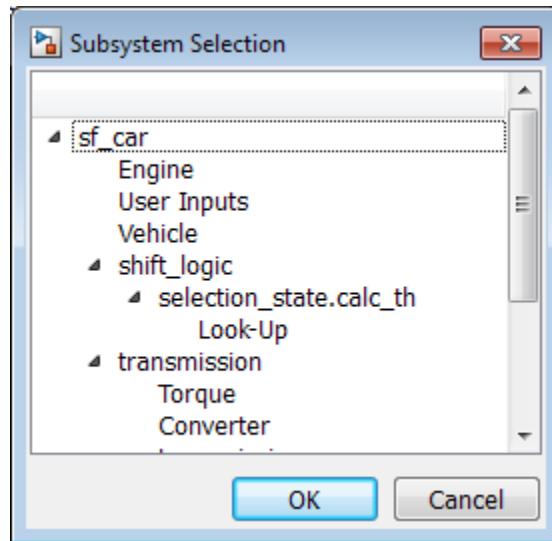 Subsystem Selection
sf_car
Engine
User Inputs
Vehicle
shift_logic
selection_state.calc_th
Look-Up
transmission
Torque
Converter
OK
Cancel